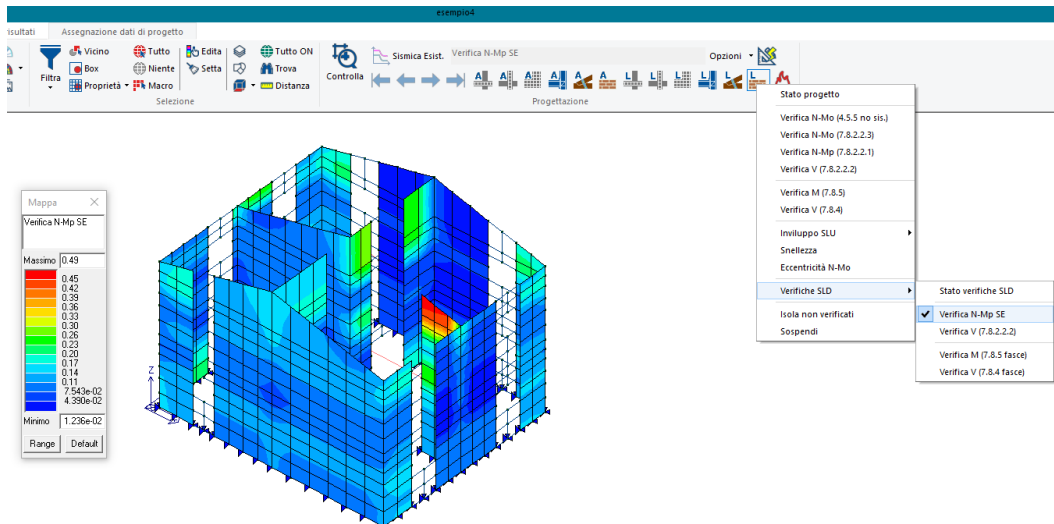 esempio4
risultati
Assegnazione dati di progetto
Filtra
Vicino
Box
Proprietà
Tutto
Niente
Macro
Edita
Setta
Tutto ON
Trova
Distanza
Selezione
Controlla
Sismica Esist.
Verifica N-Mp SE
Opzioni
Progettazione
Stato progetto
Verifica N-Mo (4.5.5 no sis.)
Verifica N-Mo (7.8.2.2.3)
Verifica N-Mp (7.8.2.2.1)
Verifica V (7.8.2.2.2)
Verifica M (7.8.5)
Verifica V (7.8.4)
Inviluppo SLU
Snellezza
Eccentricità N-Mo
Verifiche SLD
Isola non verificati
Sospendi
Stato verifiche SLD
Verifica N-Mp SE
Verifica V (7.8.2.2.2)
Verifica M (7.8.5 fasce)
Verifica V (7.8.4 fasce)
Mappa
Verifica N-Mp SE
Massimo 0.49
0.45
0.42
0.39
0.36
0.33
0.30
0.26
0.23
0.20
0.17
0.14
0.11
7.543e-02
4.390e-02
Minimo 1.236e-02
Range Default
Z